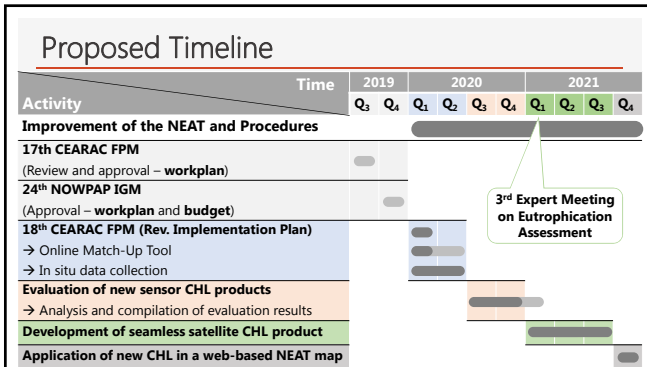 Proposed Timeline
Time 2019 2020 2021
Activity Q3 Q4 Q1 Q2 Q3 Q4 Q1 Q2 Q3 Q4
Improvement of the NEAT and Procedures
17th CEARAC FPM
(Review and approval – workplan)
24th NOWPAP IGM
(Approval – workplan and budget)
3rd Expert Meeting
on Eutrophication
Assessment
18th CEARAC FPM (Rev. Implementation Plan)
→ Online Match-Up Tool
→ In situ data collection
Evaluation of new sensor CHL products
→ Analysis and compilation of evaluation results
Development of seamless satellite CHL product
Application of new CHL in a web-based NEAT map